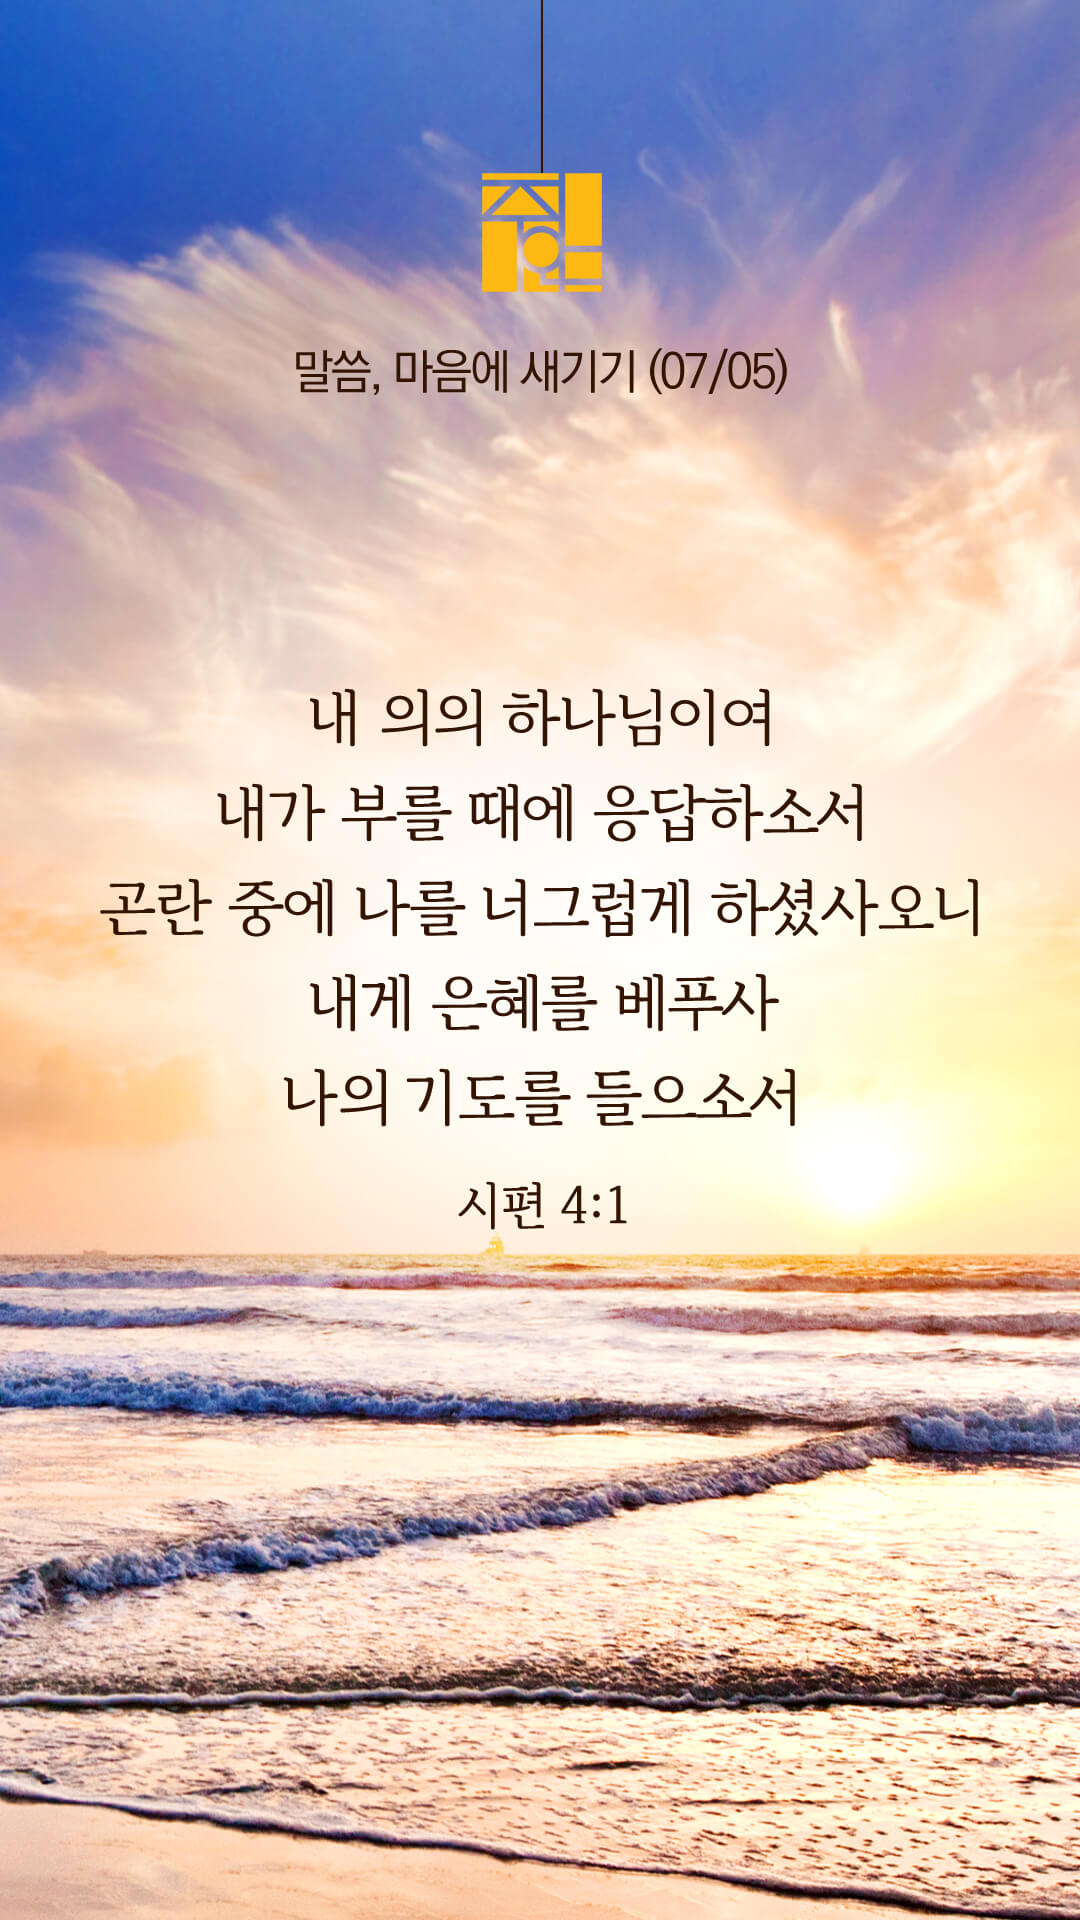 말씀, 마음에 새기기 (07/05)
내 의의 하나님이여
내가 부를 때에 응답하소서
곤란 중에 나를 너그럽게 하셨사오니
내게 은혜를 베푸사
나의 기도를 들으소서
시편 4:1